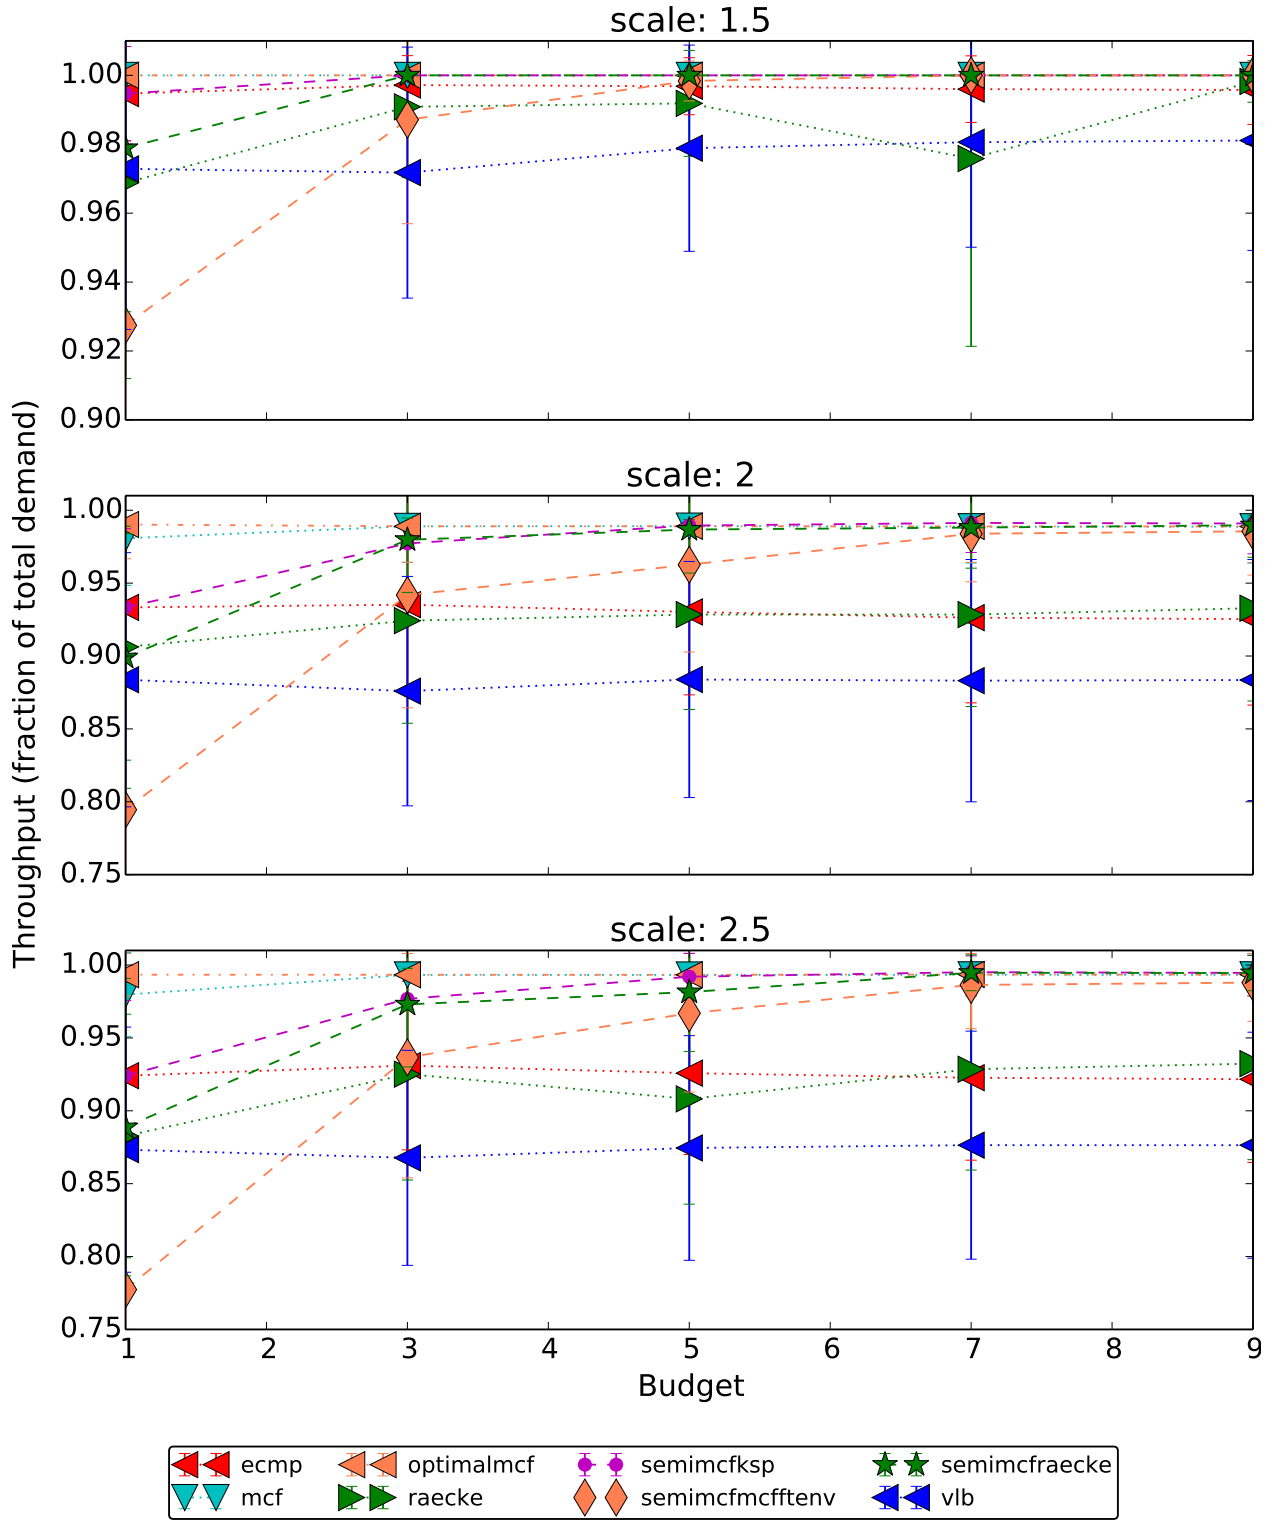 scale: 1.5
1.00
0.98
0.96
0.94
0.92
0.90
scale: 2
1.00
0.95
0.90
0.85
0.80
0.75
Throughput (fraction of total demand)
scale: 2.5
1.00
0.95
0.90
0.85
0.80
0.75
1 2 3 4 5 6 7 8 9
Budget
ecmp optimalmcf semimcfksp semimcfraecke
mcf raecke semimcfmcfftenv vlb